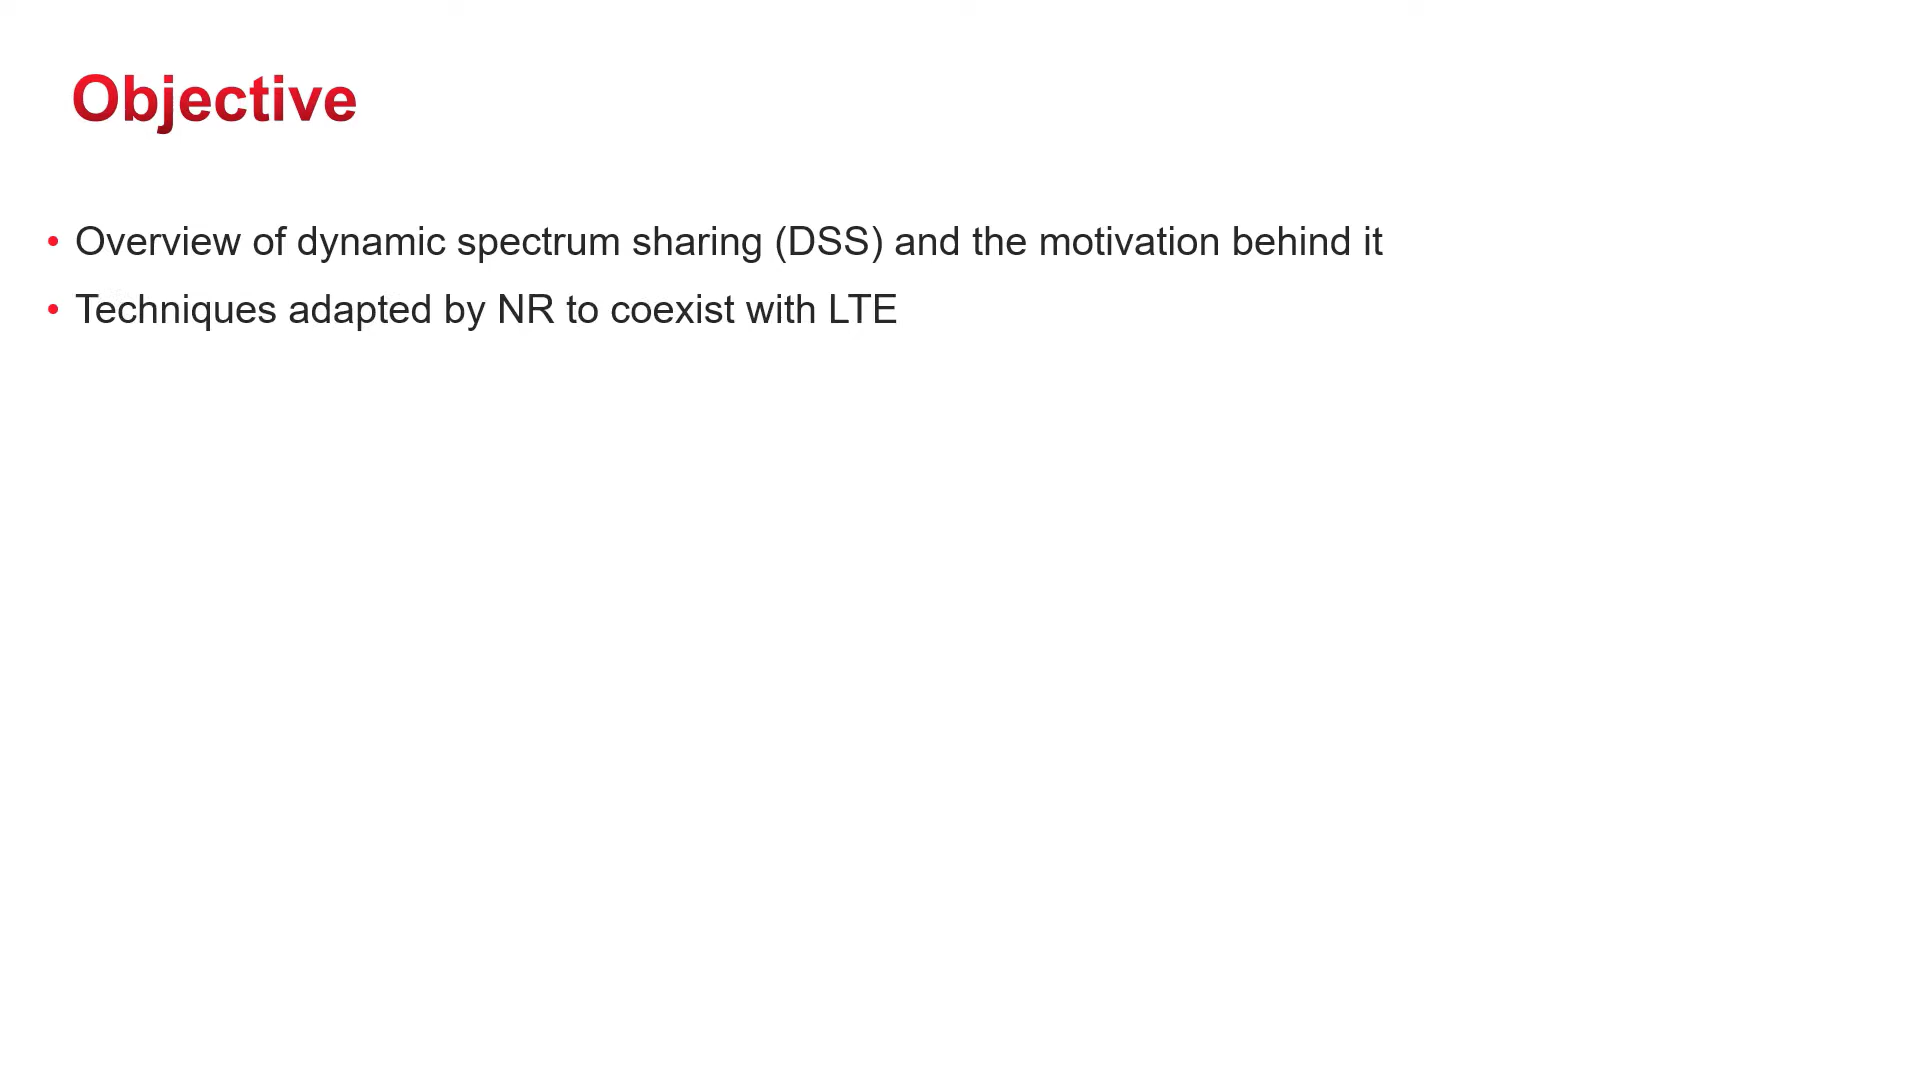 Objective
• Overview of dynamic spectrum sharing (DSS) and the motivation behind it
• Techniques adapted by NR to coexist with LTE